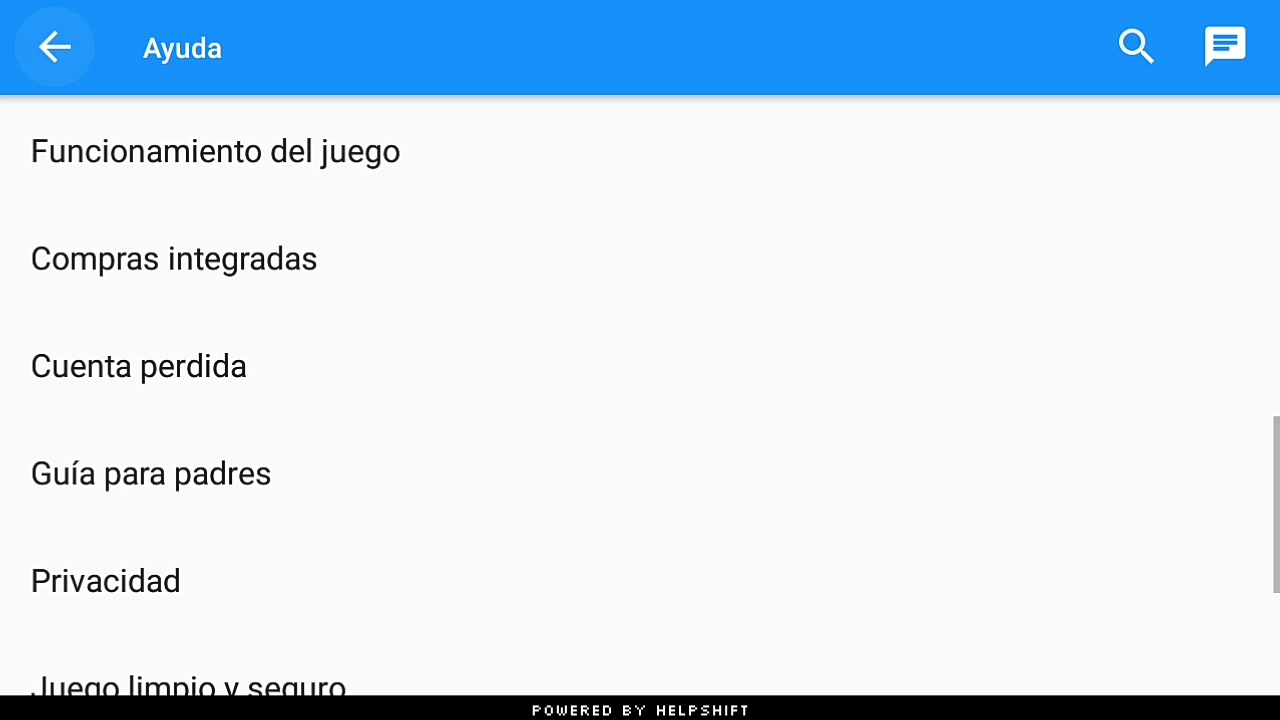 Ayuda
Funcionamiento del juego
Compras integradas
Cuenta perdida
Guía para padres
Privacidad
Juego limpio y seguro
POWERED BY HELPSHIFT